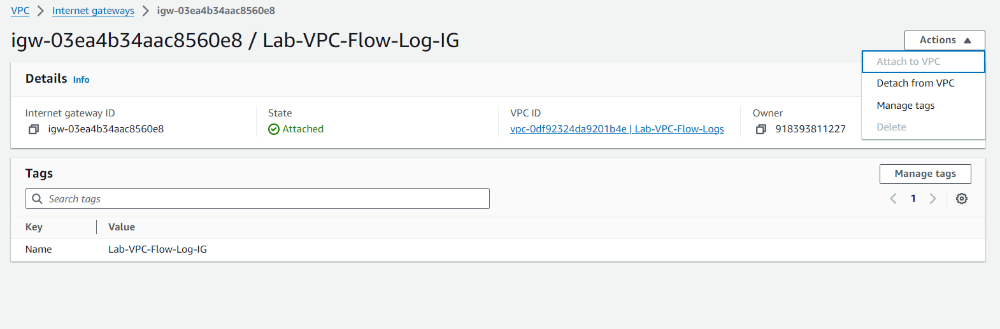 VPC > Internet gateways > igw-03ea4b34aac8560e8
igw-03ea4b34aac8560e8 / Lab-VPC-Flow-Log-IG
Actions
Attach to VPC
Detach from VPC
Manage tags
Delete
Details Info
Internet gateway ID
igw-03ea4b34aac8560e8
State
Attached
VPC ID
vpc-0df92324da9201b4e | Lab-VPC-Flow-Logs
Owner
918393811227
Tags
Manage tags
Search tags
1
Key Value
Name Lab-VPC-Flow-Log-IG